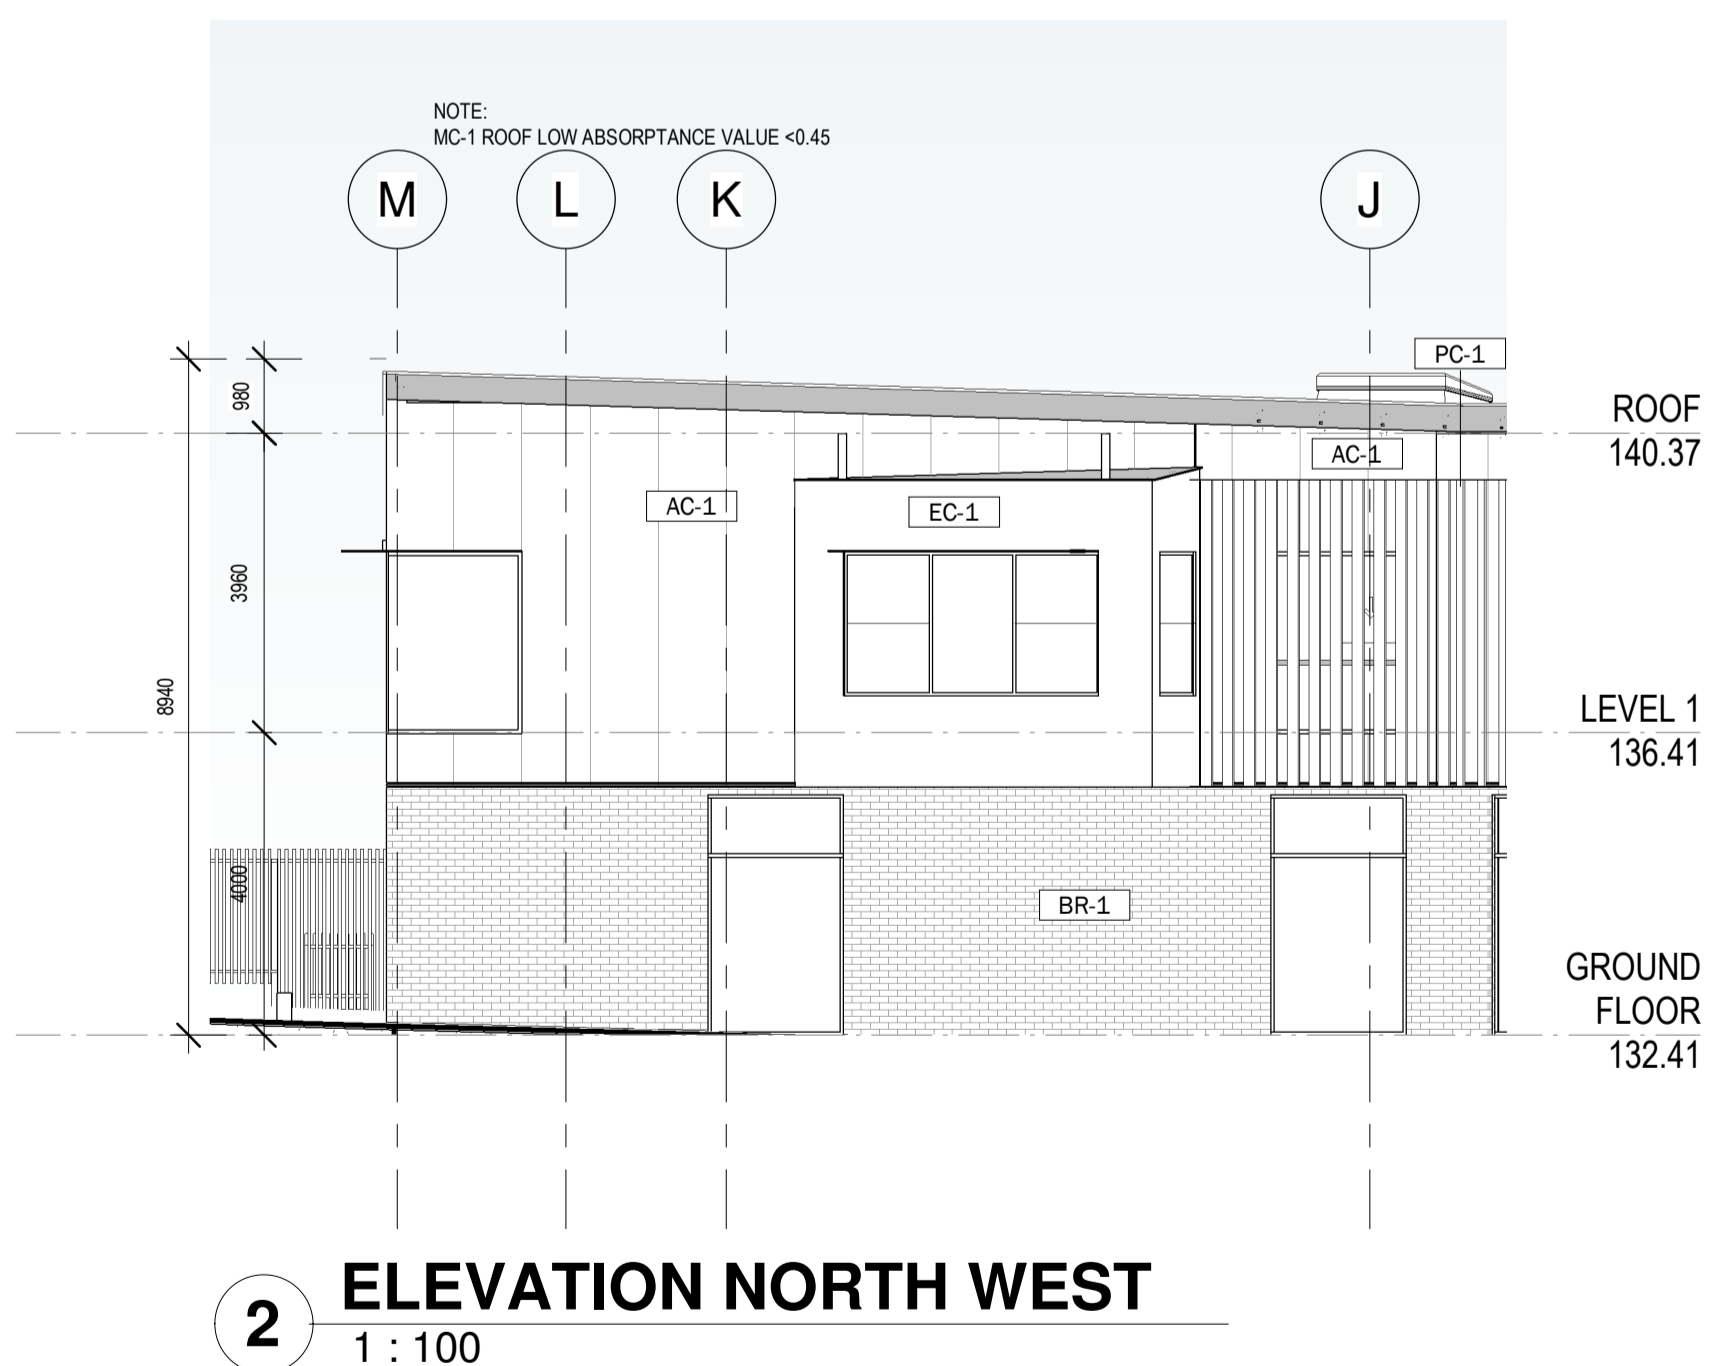 NOTE:
MC-1 ROOF LOW ABSORPTANCE VALUE <0.45
M
L
K
J
PC-1
980
ROOF
140.37
AC-1
AC-1
EC-1
3960
8940
LEVEL 1
136.41
4000
BR-1
GROUND
FLOOR
132.41
2
ELEVATION NORTH WEST
1 : 100